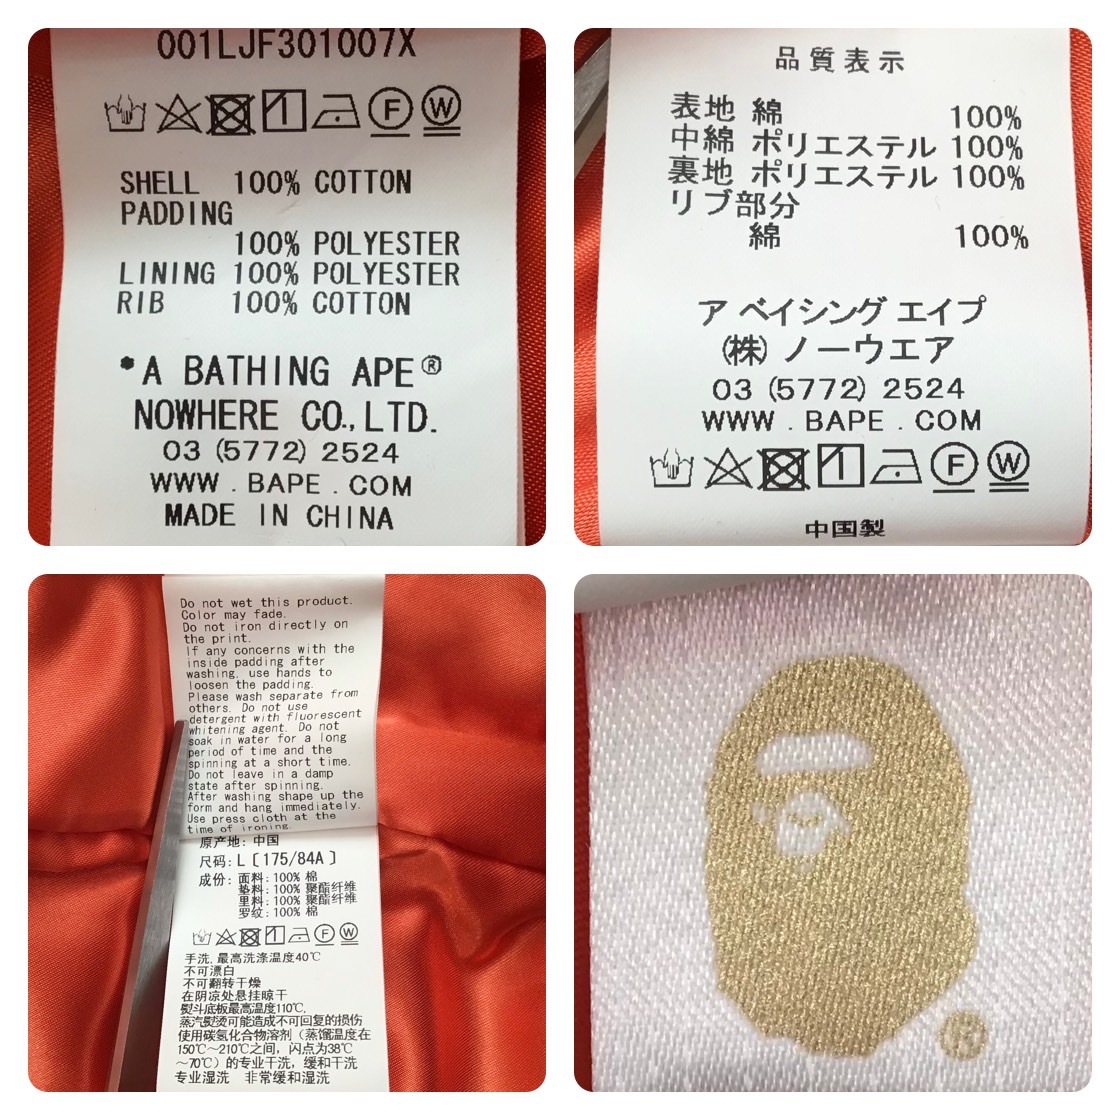 001LJF301007X
SHELL 100% COTTON
PADDING
100% POLYESTER
LINING 100% POLYESTER
RIB 100% COTTON
*A BATHING APE®
NOWHERE CO.,LTD.
03 (5772) 2524
WWW . BAPE . COM
MADE IN CHINA
品質表示
表地 綿 100%
中綿 ポリエステル 100%
裏地 ポリエステル 100%
リブ部分
綿 100%
ア ベイシング エイプ
(株) ノーウエア
03 (5772) 2524
WWW . BAPE . COM
F W
中国製
Do not wet this product.
Color may fade.
Do not iron directly on
the print.
If any concerns with the
inside padding after
washing, use hands to
loosen the padding.
Please wash separate from
others. Do not use
detergent with fluorescent
whitening agent. Do not
soak in water for a long
period of time and the
spinning at a short time.
Do not leave in a damp
state after spinning.
After washing shape up the
form and hang immediately.
Use press cloth at the
time of ironing.
原产地: 中国
尺码: L [175/84A]
成份: 面料: 100% 棉
垫料: 100% 聚酯纤维
里料: 100% 聚酯纤维
罗纹: 100% 棉
手洗, 最高洗涤温度40℃
不可漂白
不可翻转干燥
在阴凉处悬挂晾干
熨斗底板最高温度110℃,
蒸汽熨烫可能造成不可回复的损伤
使用碳氢化合物溶剂 (蒸馏温度在
150℃~210℃之间, 闪点为38℃
~70℃) 的专业干洗, 缓和干洗
专业湿洗 非常缓和湿洗
®